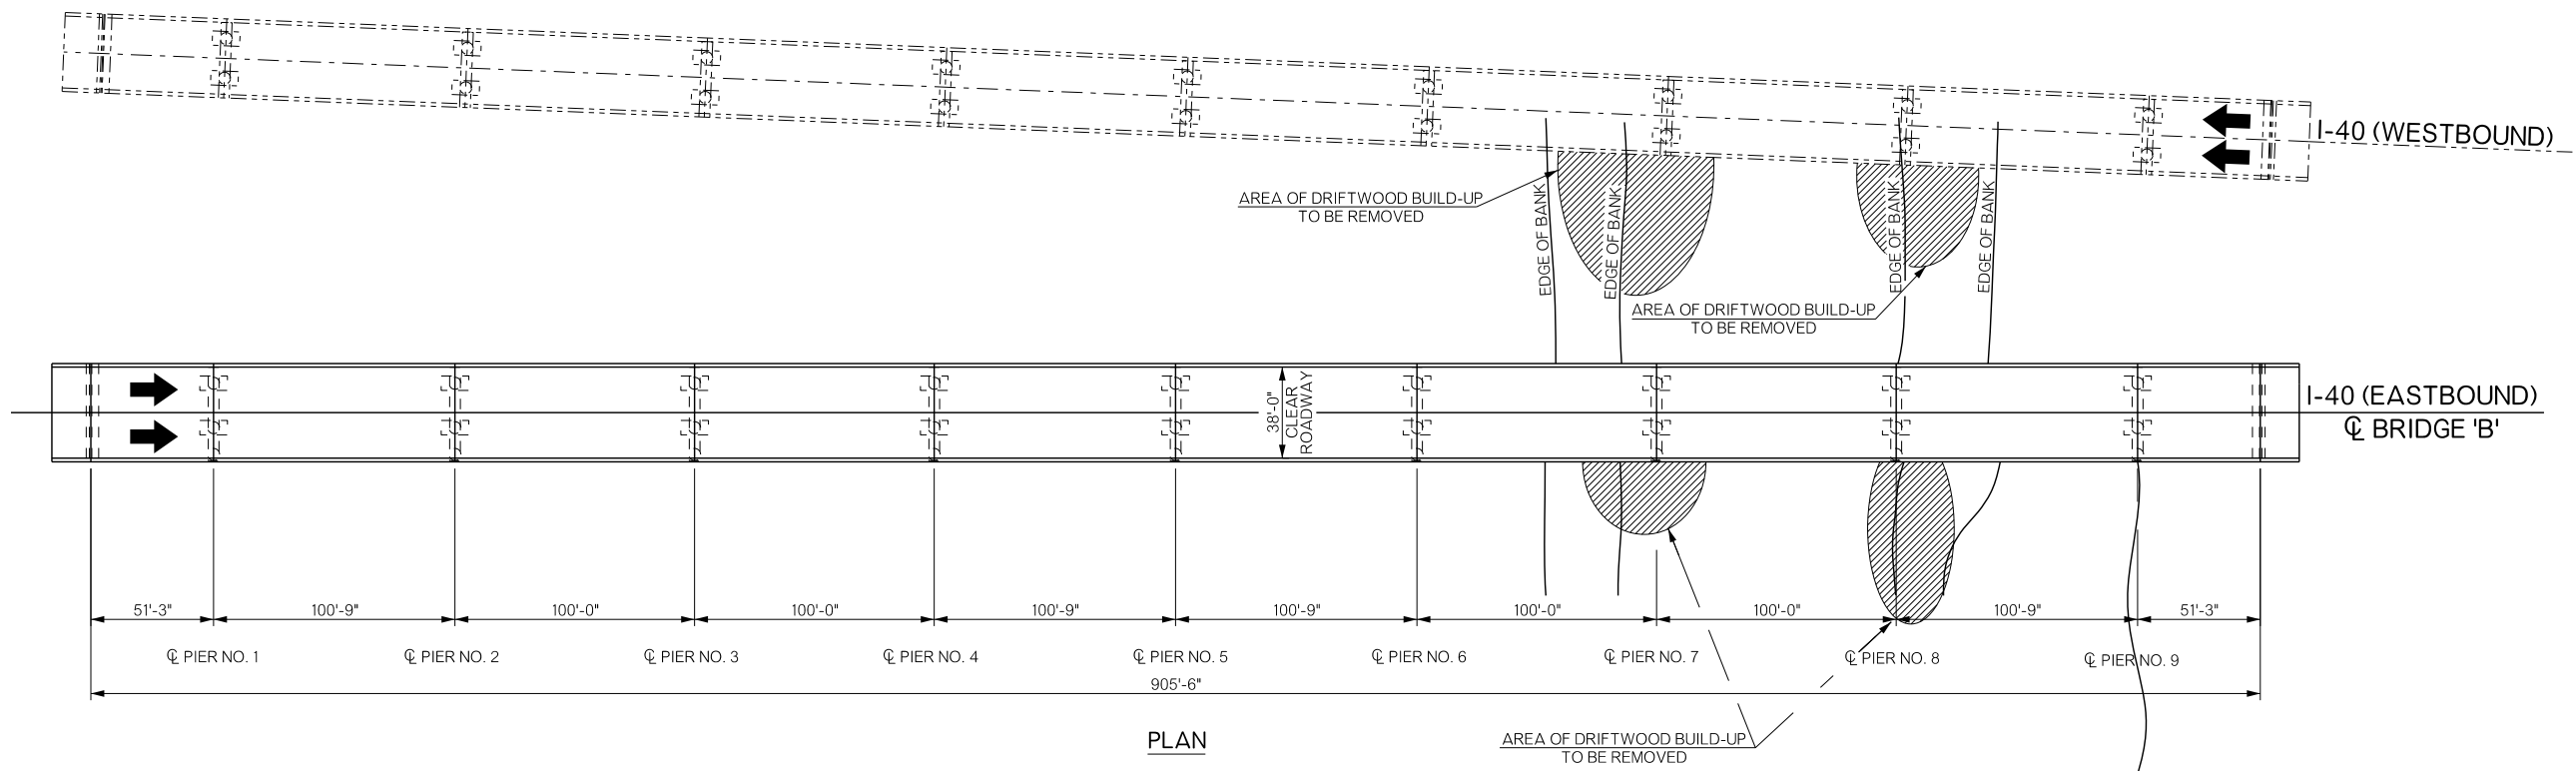 I-40 (WESTBOUND)
AREA OF DRIFTWOOD BUILD-UP
TO BE REMOVED
EDGE OF BANK
EDGE OF BANK
EDGE OF BANK
EDGE OF BANK
AREA OF DRIFTWOOD BUILD-UP
TO BE REMOVED
38'-0"
CLEAR
ROADWAY
I-40 (EASTBOUND)
℄ BRIDGE 'B'
51'-3"
100'-9"
100'-0"
100'-0"
100'-9"
100'-9"
100'-0"
100'-0"
100'-9"
51'-3"
℄ PIER NO. 1
℄ PIER NO. 2
℄ PIER NO. 3
℄ PIER NO. 4
℄ PIER NO. 5
℄ PIER NO. 6
℄ PIER NO. 7
℄ PIER NO. 8
℄ PIER NO. 9
905'-6"
PLAN
AREA OF DRIFTWOOD BUILD-UP
TO BE REMOVED